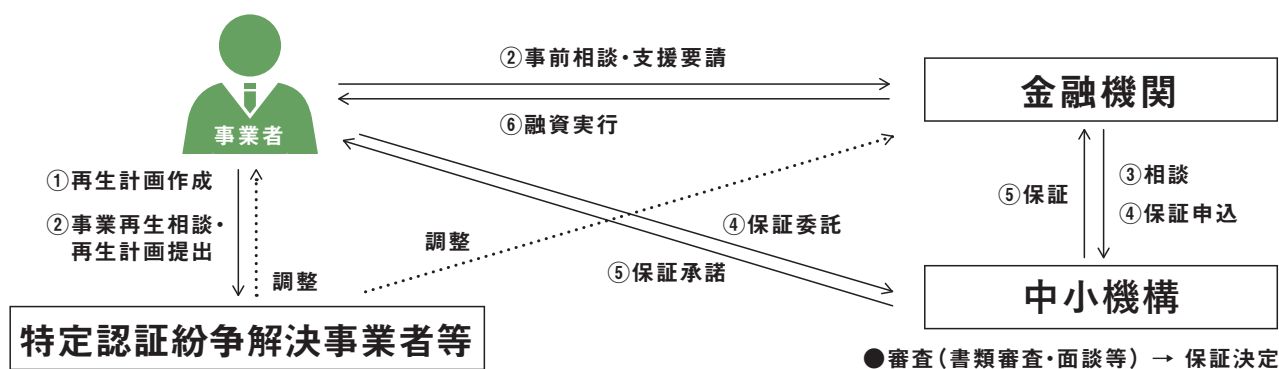 ②事前相談・支援要請
金融機関
⑥融資実行
事業者
①再生計画作成
②事業再生相談・
再生計画提出
調整
調整
④保証委託
⑤保証承諾
⑤保証
③相談
④保証申込
中小機構
特定認証紛争解決事業者等
●審査(書類審査・面談等) → 保証決定